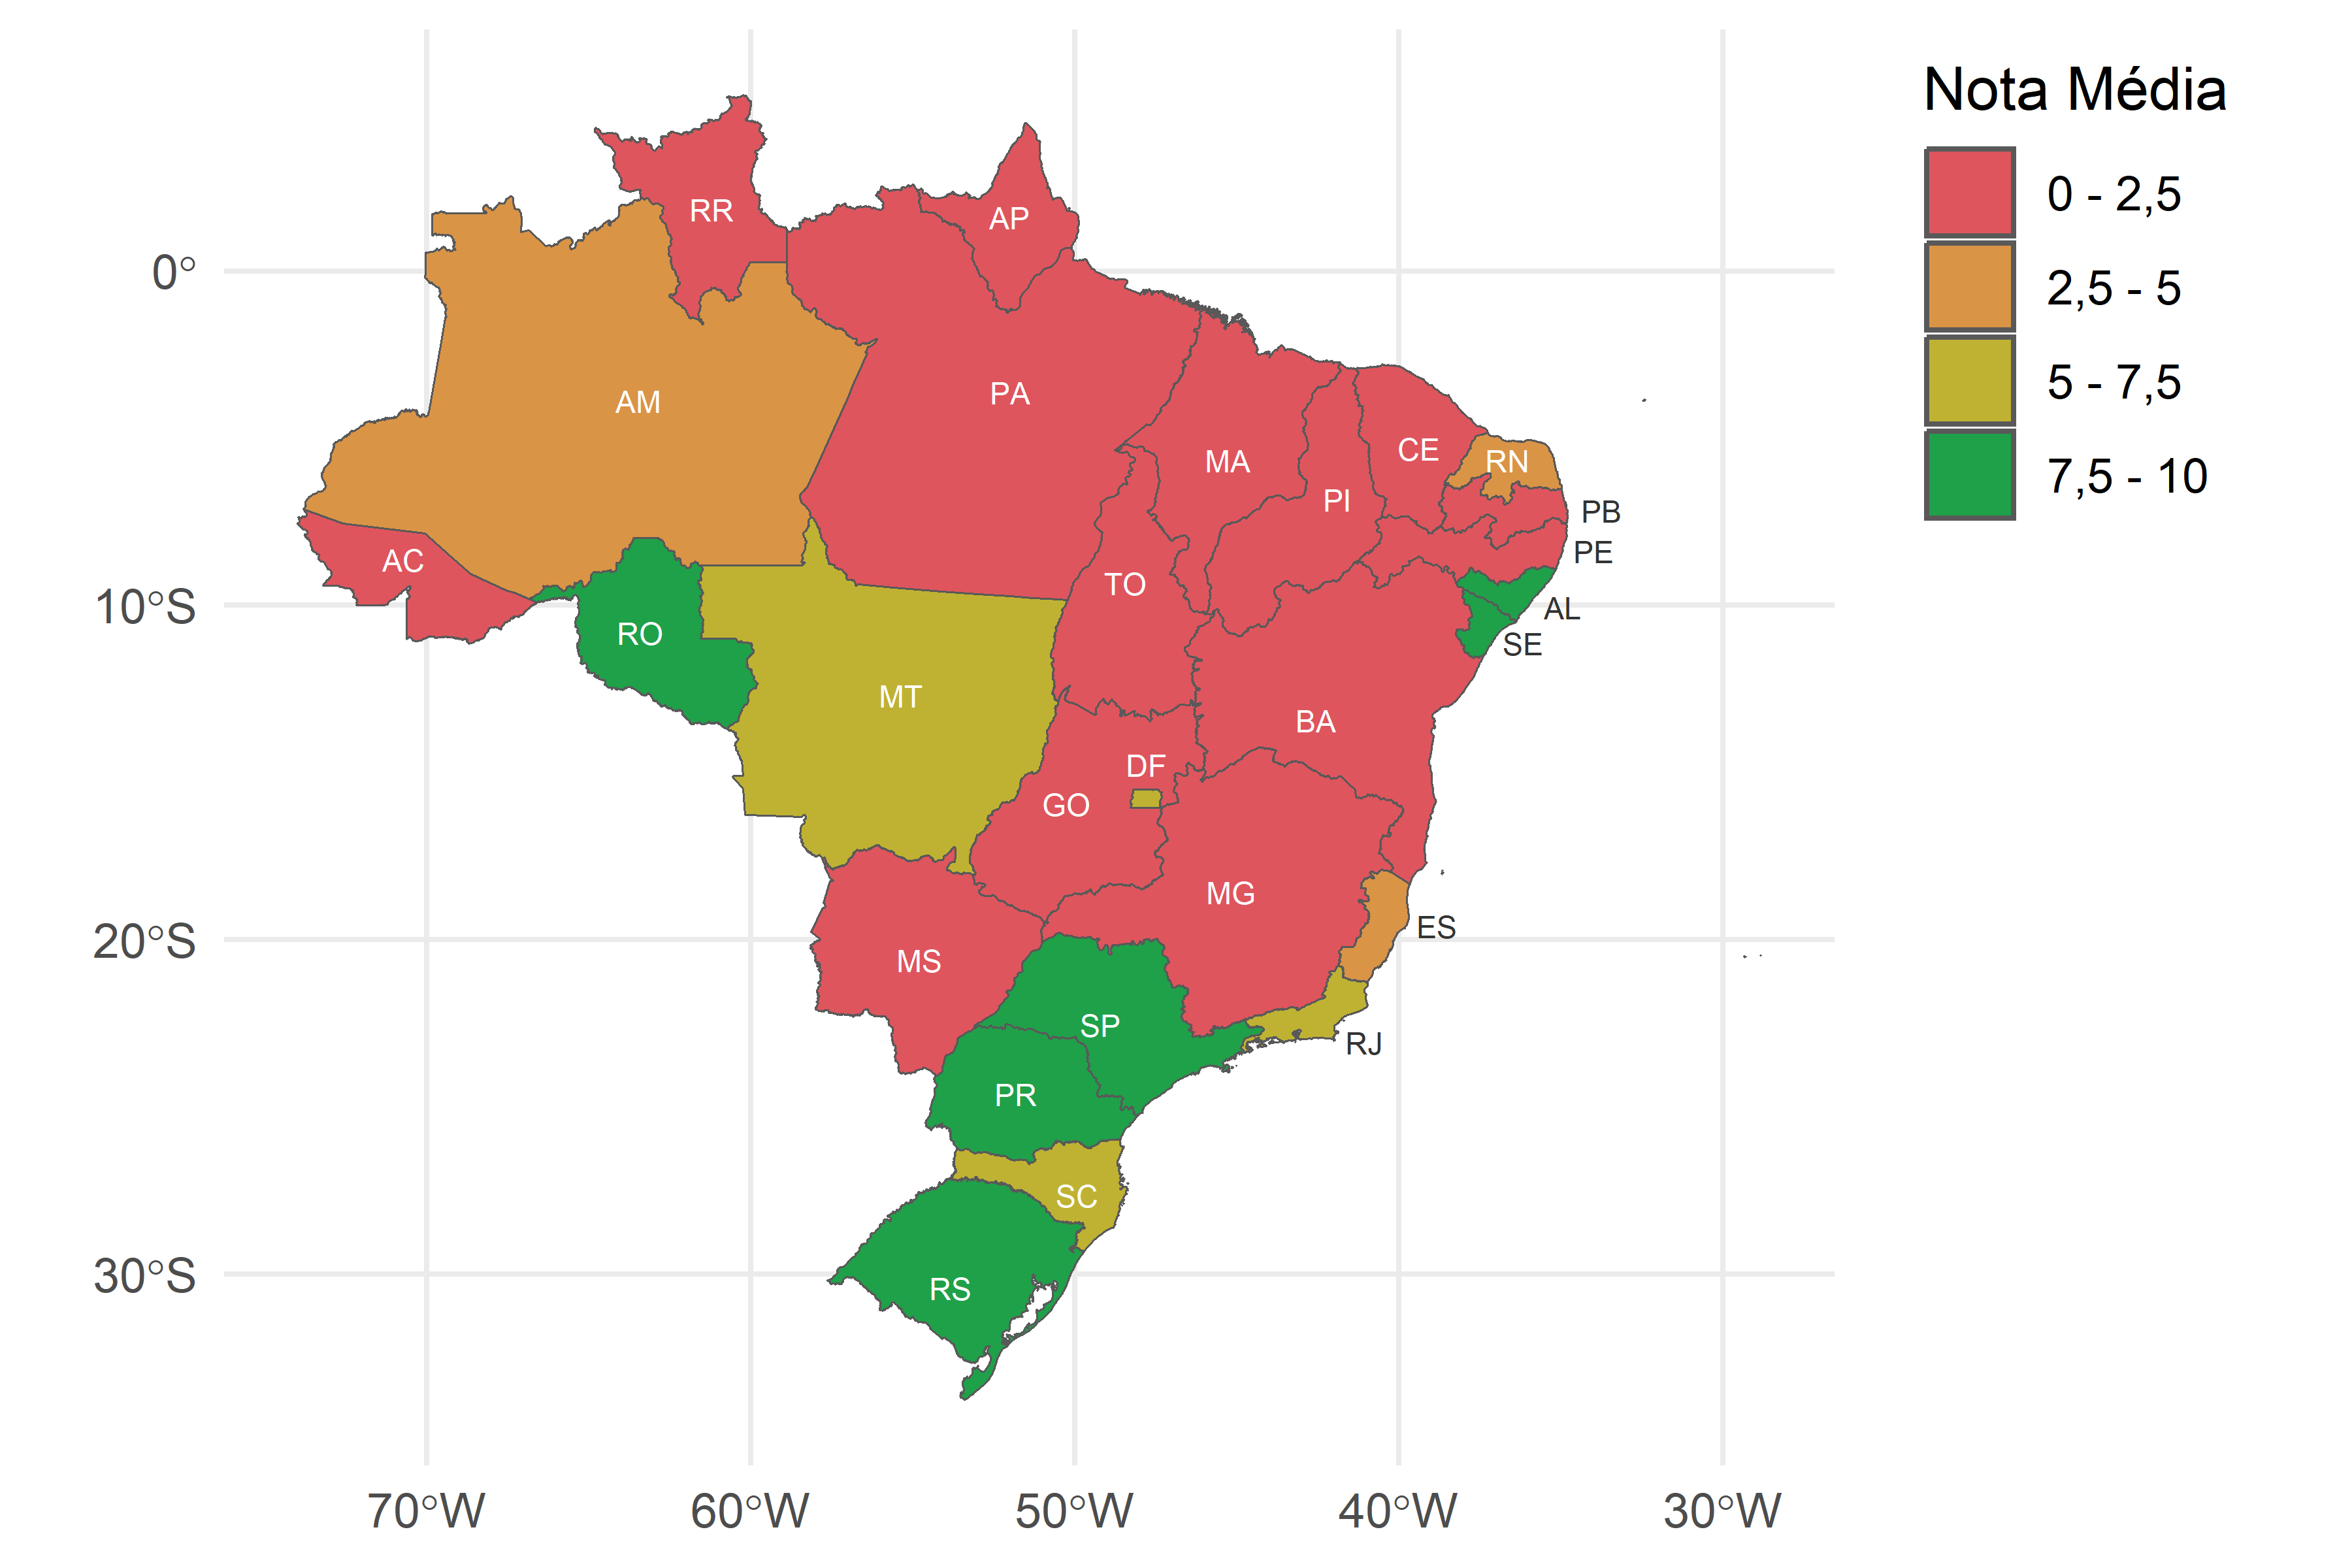 Nota Média
0 - 2,5
2,5 - 5
5 - 7,5
7,5 - 10
RR
AP
AM
PA
MA
CE
RN
PI
PB
PE
AC
TO
AL
RO
SE
MT
BA
DF
GO
MG
ES
MS
SP
RJ
PR
SC
RS
0°
10°S
20°S
30°S
70°W
60°W
50°W
40°W
30°W